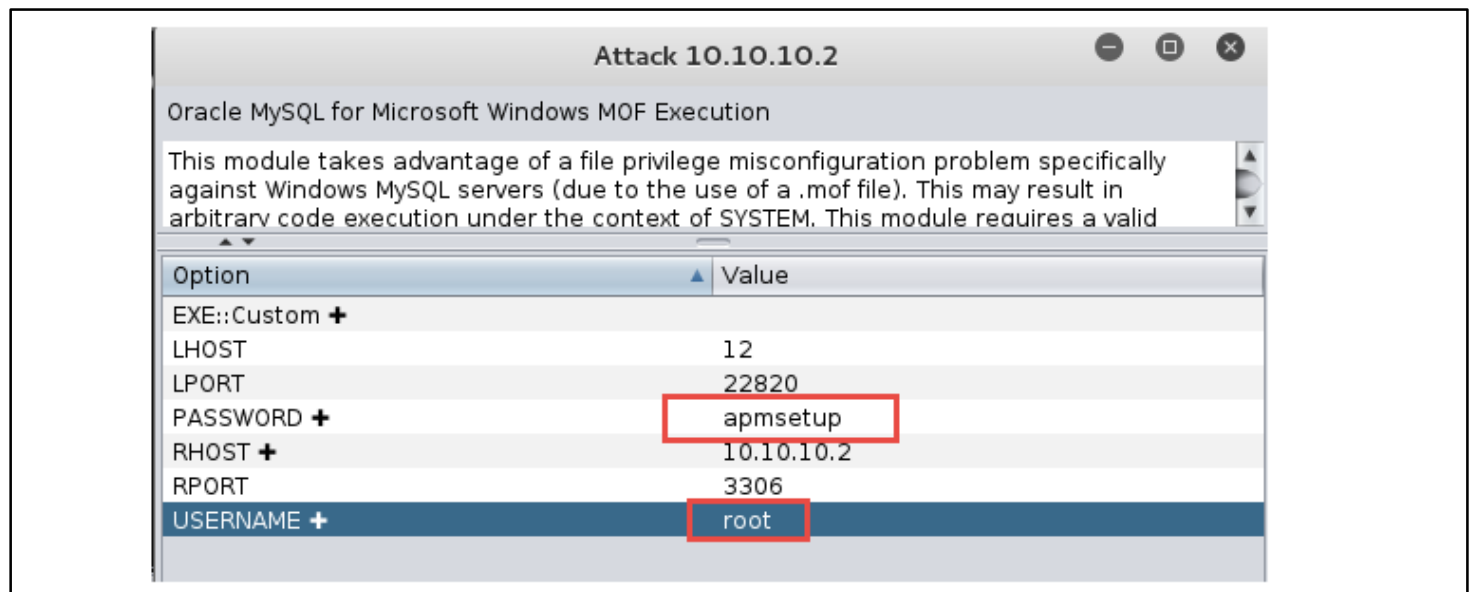 Attack 10.10.10.2
Oracle MySQL for Microsoft Windows MOF Execution
This module takes advantage of a file privilege misconfiguration problem specifically
against Windows MySQL servers (due to the use of a .mof file). This may result in
arbitrary code execution under the context of SYSTEM. This module requires a valid
Option Value
EXE::Custom +
LHOST 12
LPORT 22820
PASSWORD + apmsetup
RHOST + 10.10.10.2
RPORT 3306
USERNAME + root